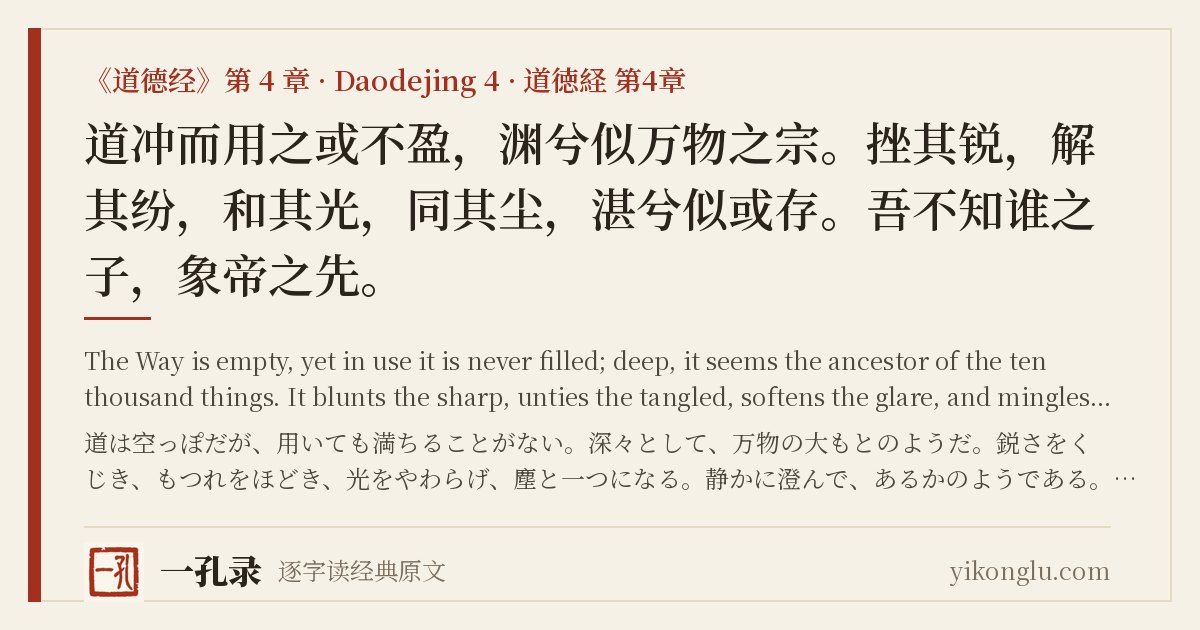 《道德经》第 4 章 · Daodejing 4 · 道徳経 第4章
道冲而用之或不盈，渊兮似万物之宗。挫其锐，解
其纷，和其光，同其尘，湛兮似或存。吾不知谁之
子，象帝之先。
The Way is empty, yet in use it is never filled; deep, it seems the ancestor of the ten
thousand things. It blunts the sharp, unties the tangled, softens the glare, and mingles…
道は空っぽだが、用いても満ちることがない。深々として、万物の大もとのようだ。鋭さをく
じき、もつれをほどき、光をやわらげ、塵と一つになる。静かに澄んで、あるかのようである。…
一孔
一孔录 逐字读经典原文
yikonglu.com